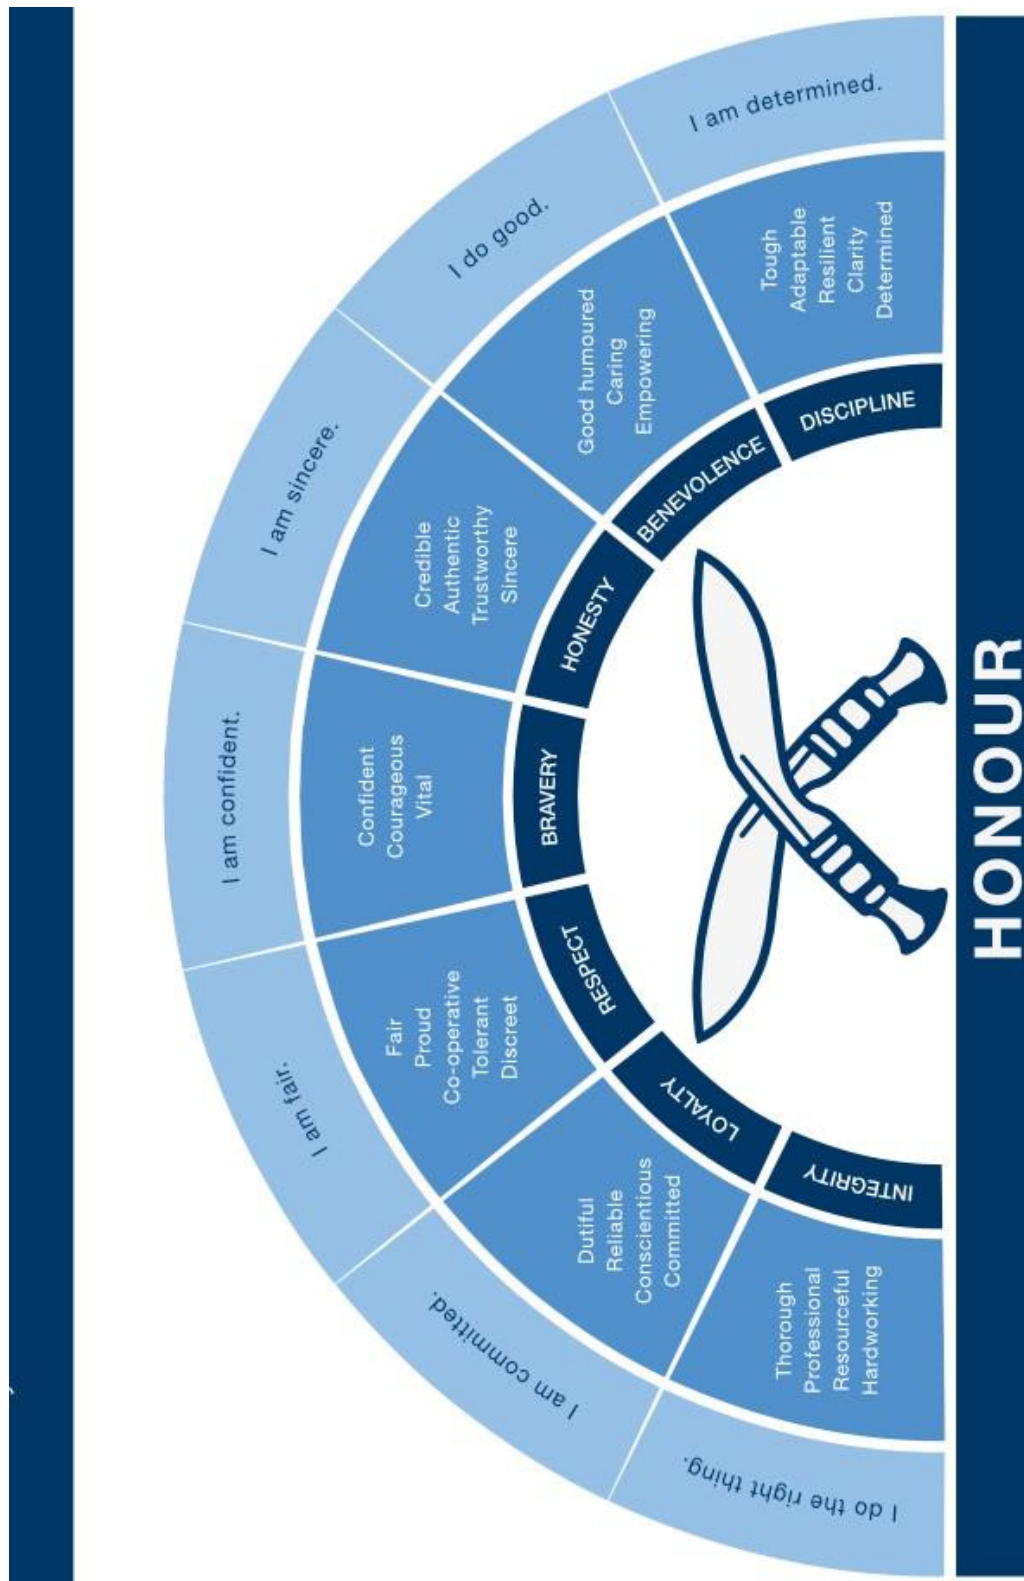 I do the right thing.
I am committed.
I am fair.
I am confident.
I am sincere.
I do good.
I am determined.
Thorough
Professional
Resourceful
Hardworking
Dutiful
Reliable
Conscientious
Committed
Fair
Proud
Co-operative
Tolerant
Discreet
Confident
Courageous
Vital
Credible
Authentic
Trustworthy
Sincere
Good humoured
Caring
Empowering
Tough
Adaptable
Resilient
Clarity
Determined
INTEGRITY
LOYALTY
RESPECT
BRAVERY
HONESTY
BENEVOLENCE
DISCIPLINE
HONOUR